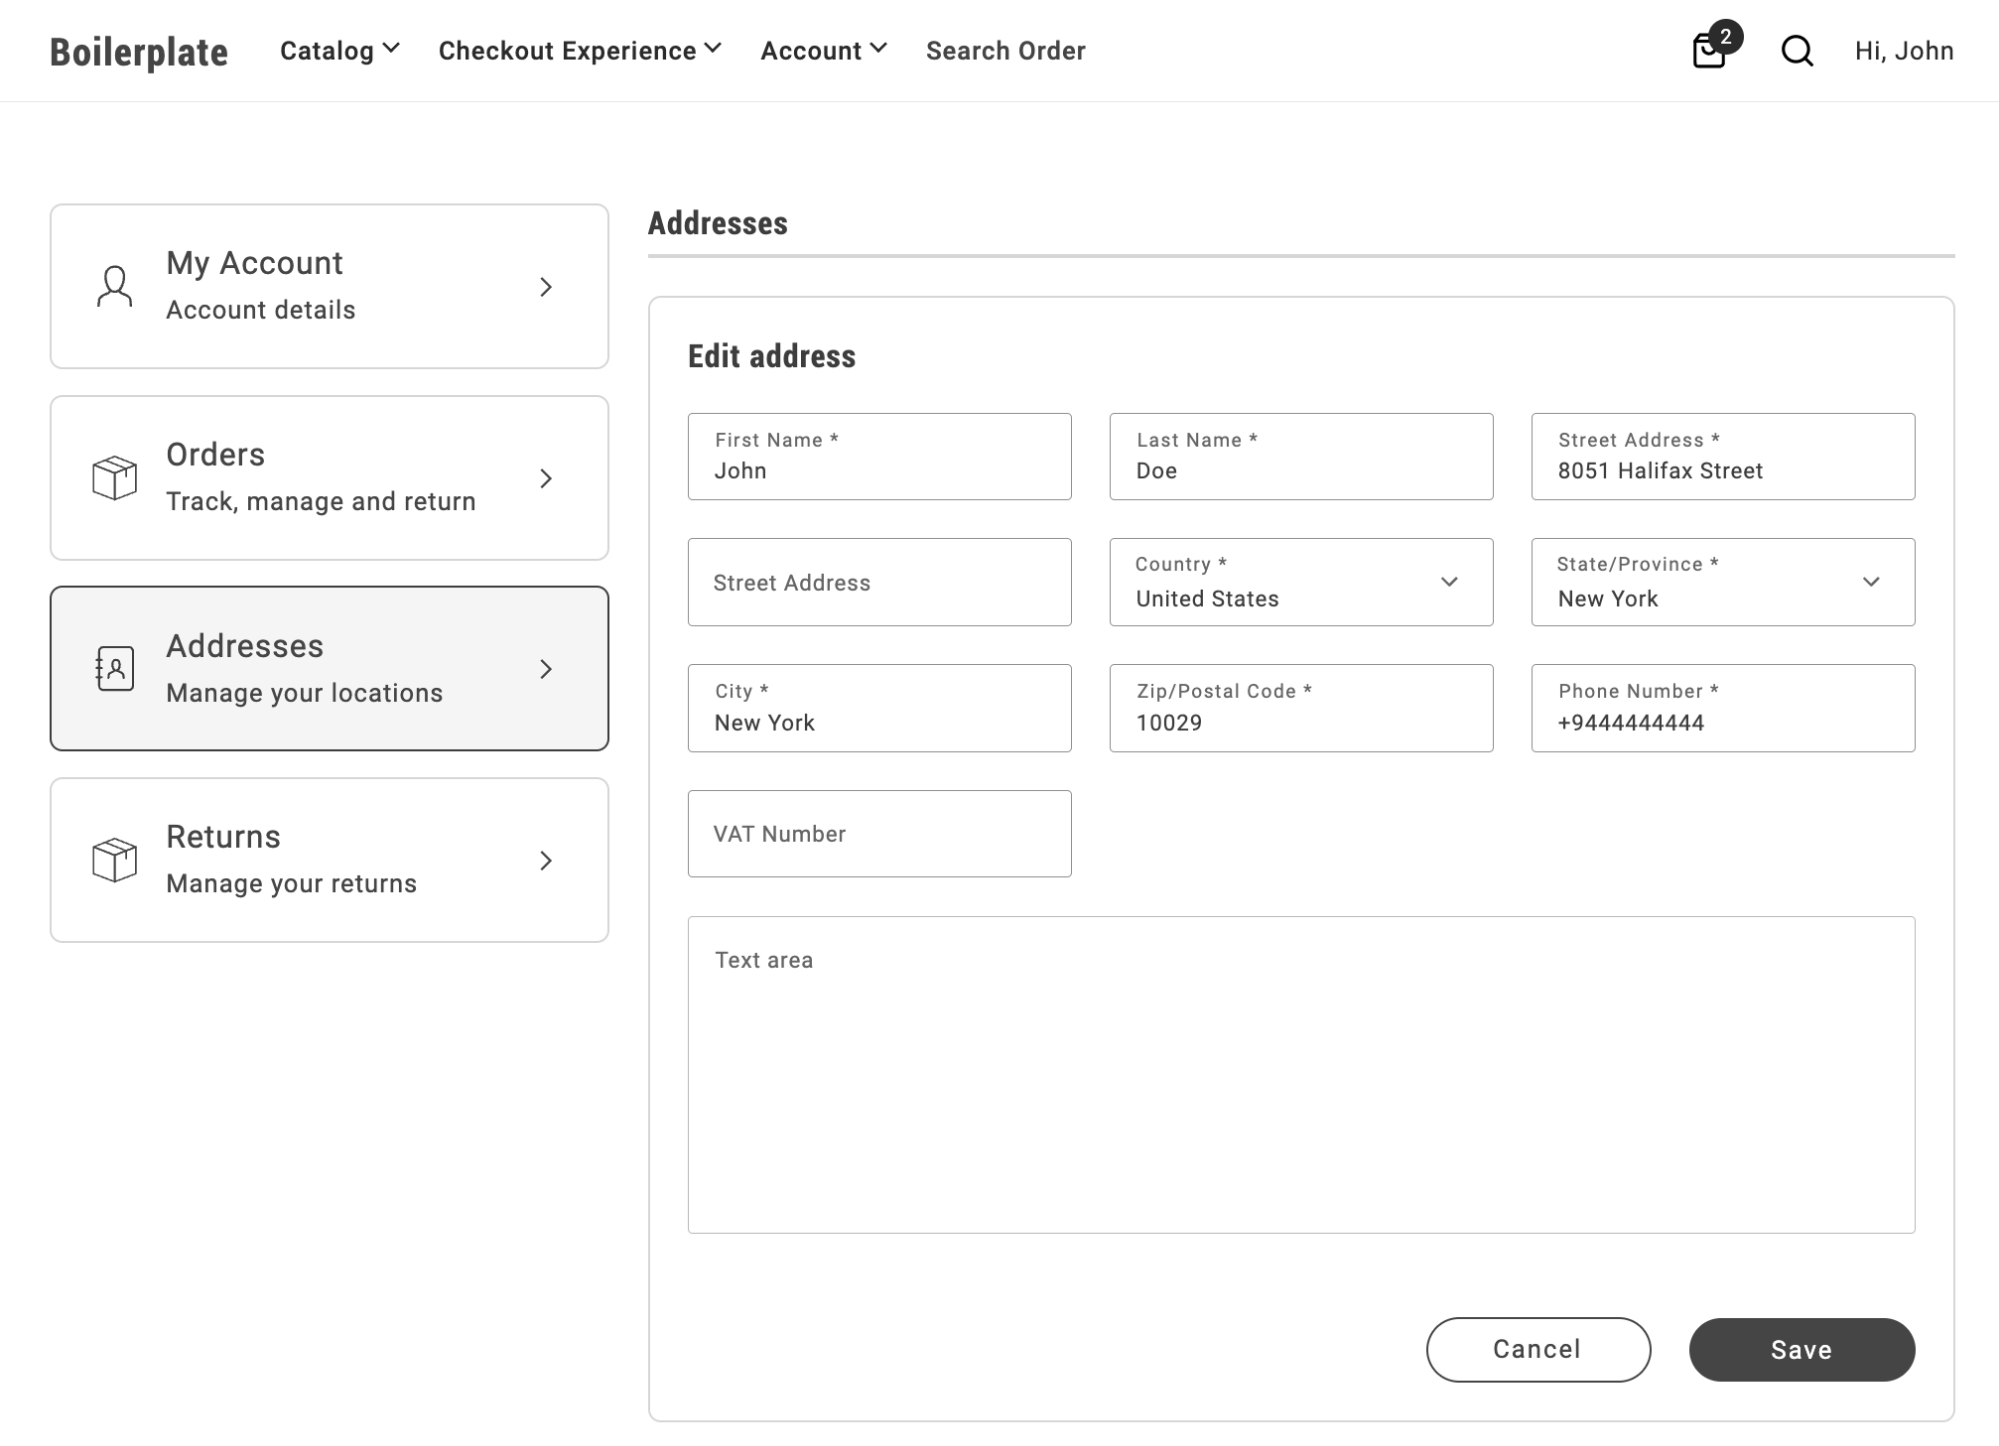 Boilerplate
Catalog
Checkout Experience
Account
Search Order
2
Hi, John
My Account
Account details
Orders
Track, manage and return
Addresses
Manage your locations
Returns
Manage your returns
Addresses
Edit address
First Name *
John
Last Name *
Doe
Street Address *
8051 Halifax Street
Street Address
Country *
United States
State/Province *
New York
City *
New York
Zip/Postal Code *
10029
Phone Number *
+9444444444
VAT Number
Text area
Cancel
Save